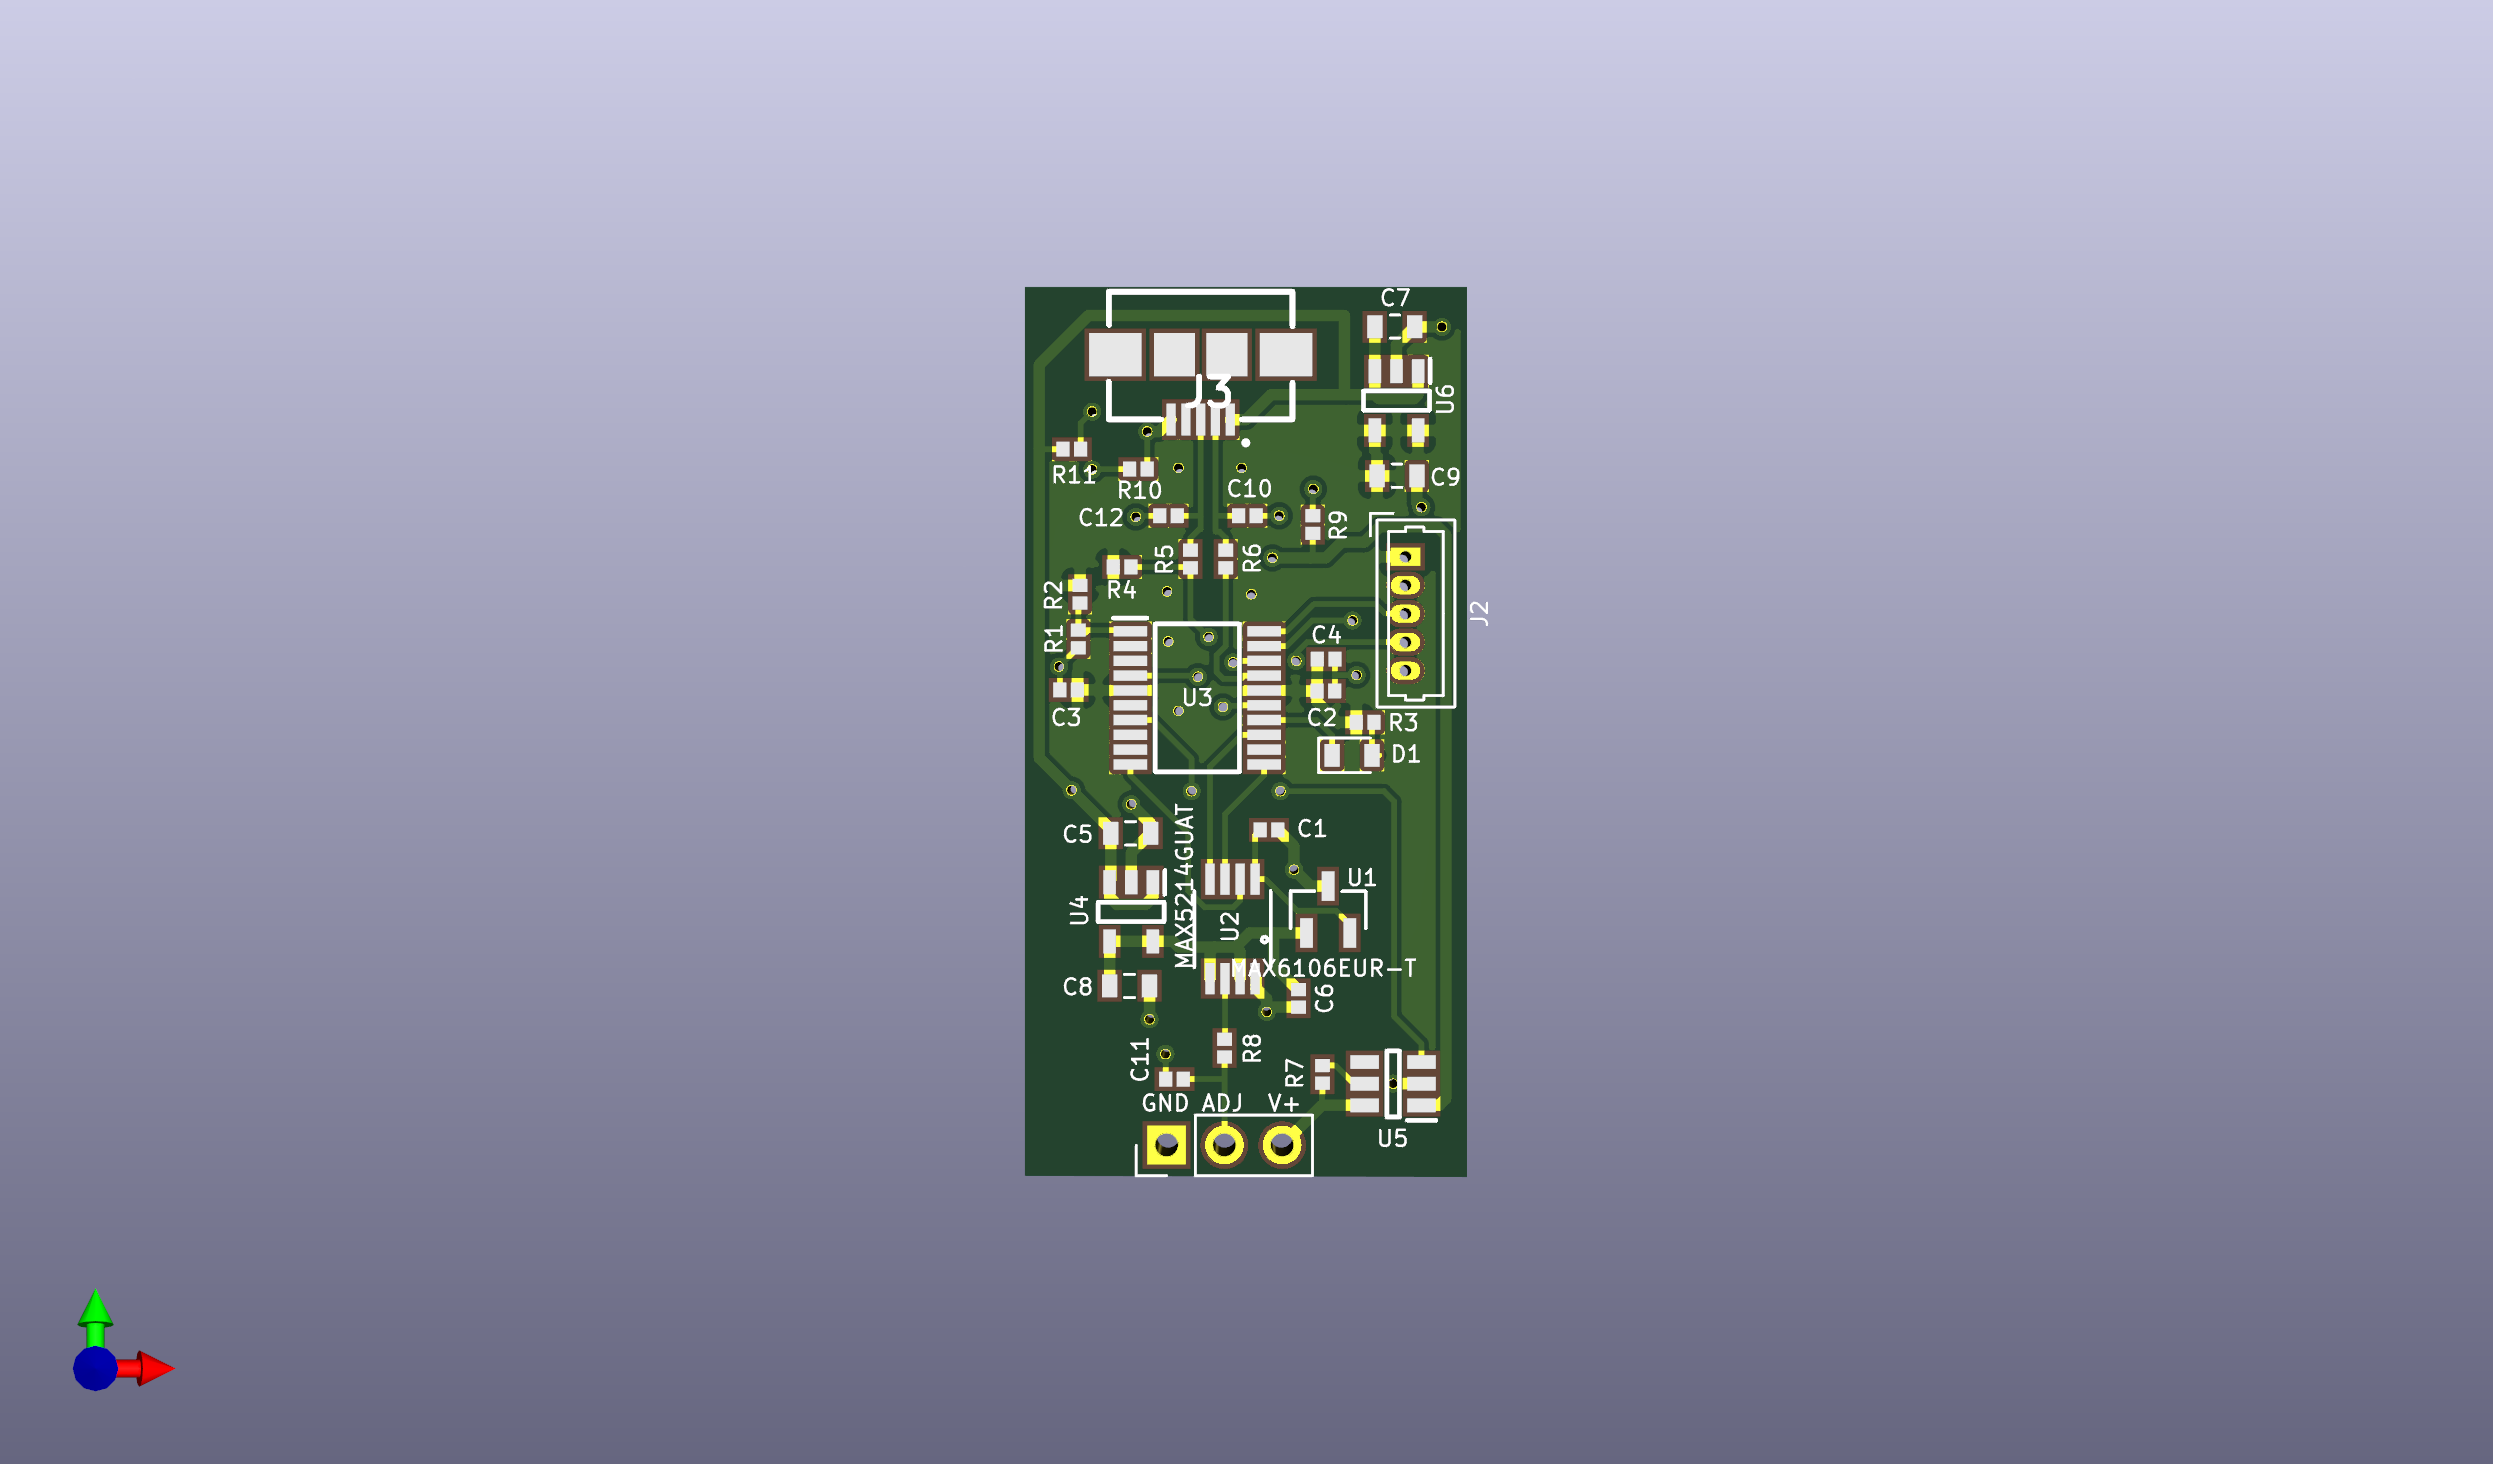 C7
J3
U6
R11
R10
C10
C9
C12
R9
R5
R6
R2
R4
J2
R1
C4
U3
C3
C2
R3
D1
MAX5214GUAT
C5
C1
U1
U4
U2
MAX6106EUR-T
C8
C6
C11
R8
R7
GND ADJ V+
U5